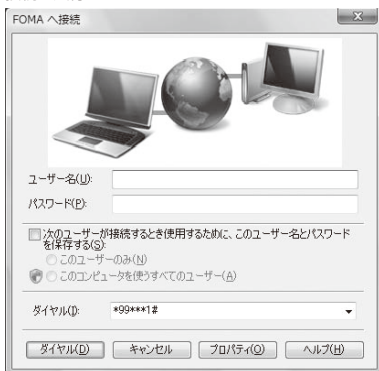 FOMA へ接続
ユーザー名(U):
パスワード(P):
次のユーザーが接続するとき使用するために、このユーザー名とパスワード
を保存する(S):
このユーザーのみ(N)
このコンピュータを使うすべてのユーザー(A)
ダイヤル(I): *99***1#
ダイヤル(D) キャンセル プロパティ(O) ヘルプ(H)